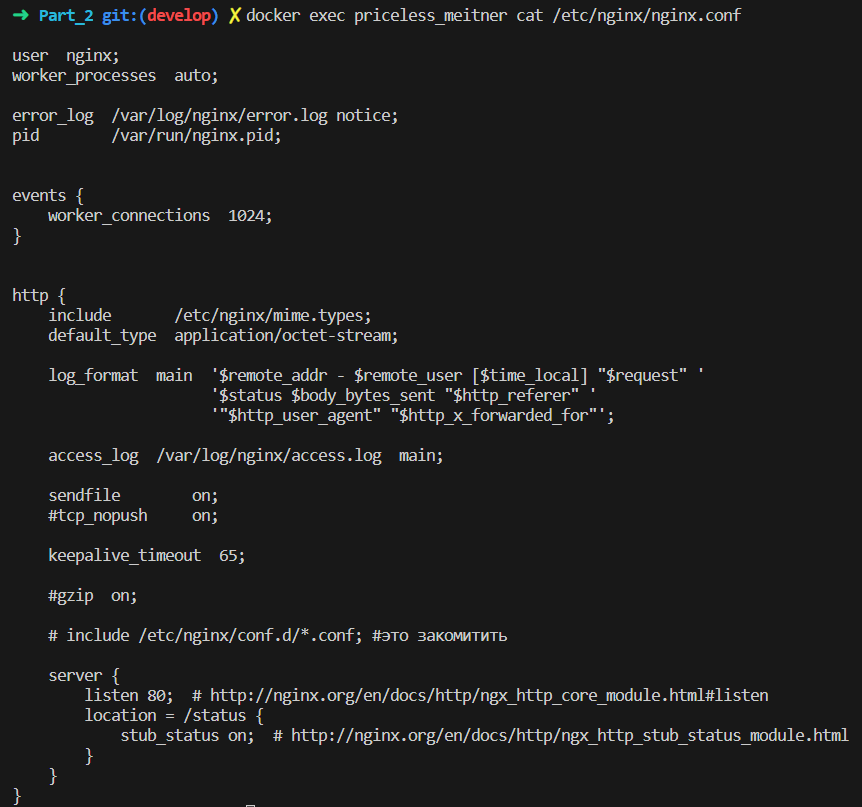 ➜ Part_2 git:(develop) ✗ docker exec priceless_meitner cat /etc/nginx/nginx.conf
user  nginx;
worker_processes  auto;
error_log  /var/log/nginx/error.log notice;
pid        /var/run/nginx.pid;
events {
    worker_connections  1024;
}
http {
    include       /etc/nginx/mime.types;
    default_type  application/octet-stream;
    log_format  main  '$remote_addr - $remote_user [$time_local] "$request" '
                      '$status $body_bytes_sent "$http_referer" '
                      '"$http_user_agent" "$http_x_forwarded_for"';
    access_log  /var/log/nginx/access.log  main;
    sendfile        on;
    #tcp_nopush     on;
    keepalive_timeout  65;
    #gzip  on;
    # include /etc/nginx/conf.d/*.conf; #это закомитить
    server {
        listen 80;  # http://nginx.org/en/docs/http/ngx_http_core_module.html#listen
        location = /status {
            stub_status on;  # http://nginx.org/en/docs/http/ngx_http_stub_status_module.html
        }
    }
}